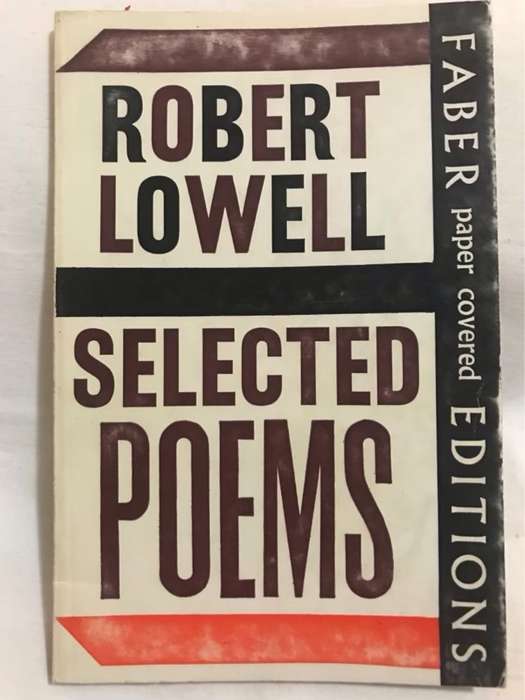 ROBERT
LOWELL
SELECTED
POEMS
FABER paper covered EDITIONS